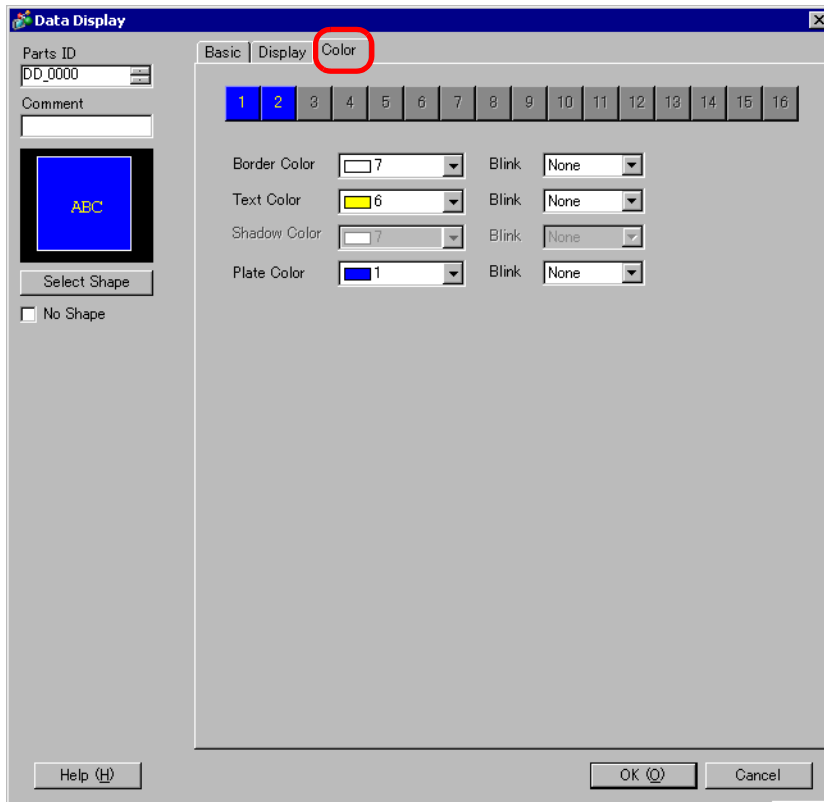 Data Display
Parts ID
DD_0000
Comment
ABC
Select Shape
No Shape
Basic Display Color
1 2 3 4 5 6 7 8 9 10 11 12 13 14 15 16
Border Color 7 Blink None
Text Color 6 Blink None
Shadow Color 7 Blink None
Plate Color 1 Blink None
Help (H) OK (O) Cancel